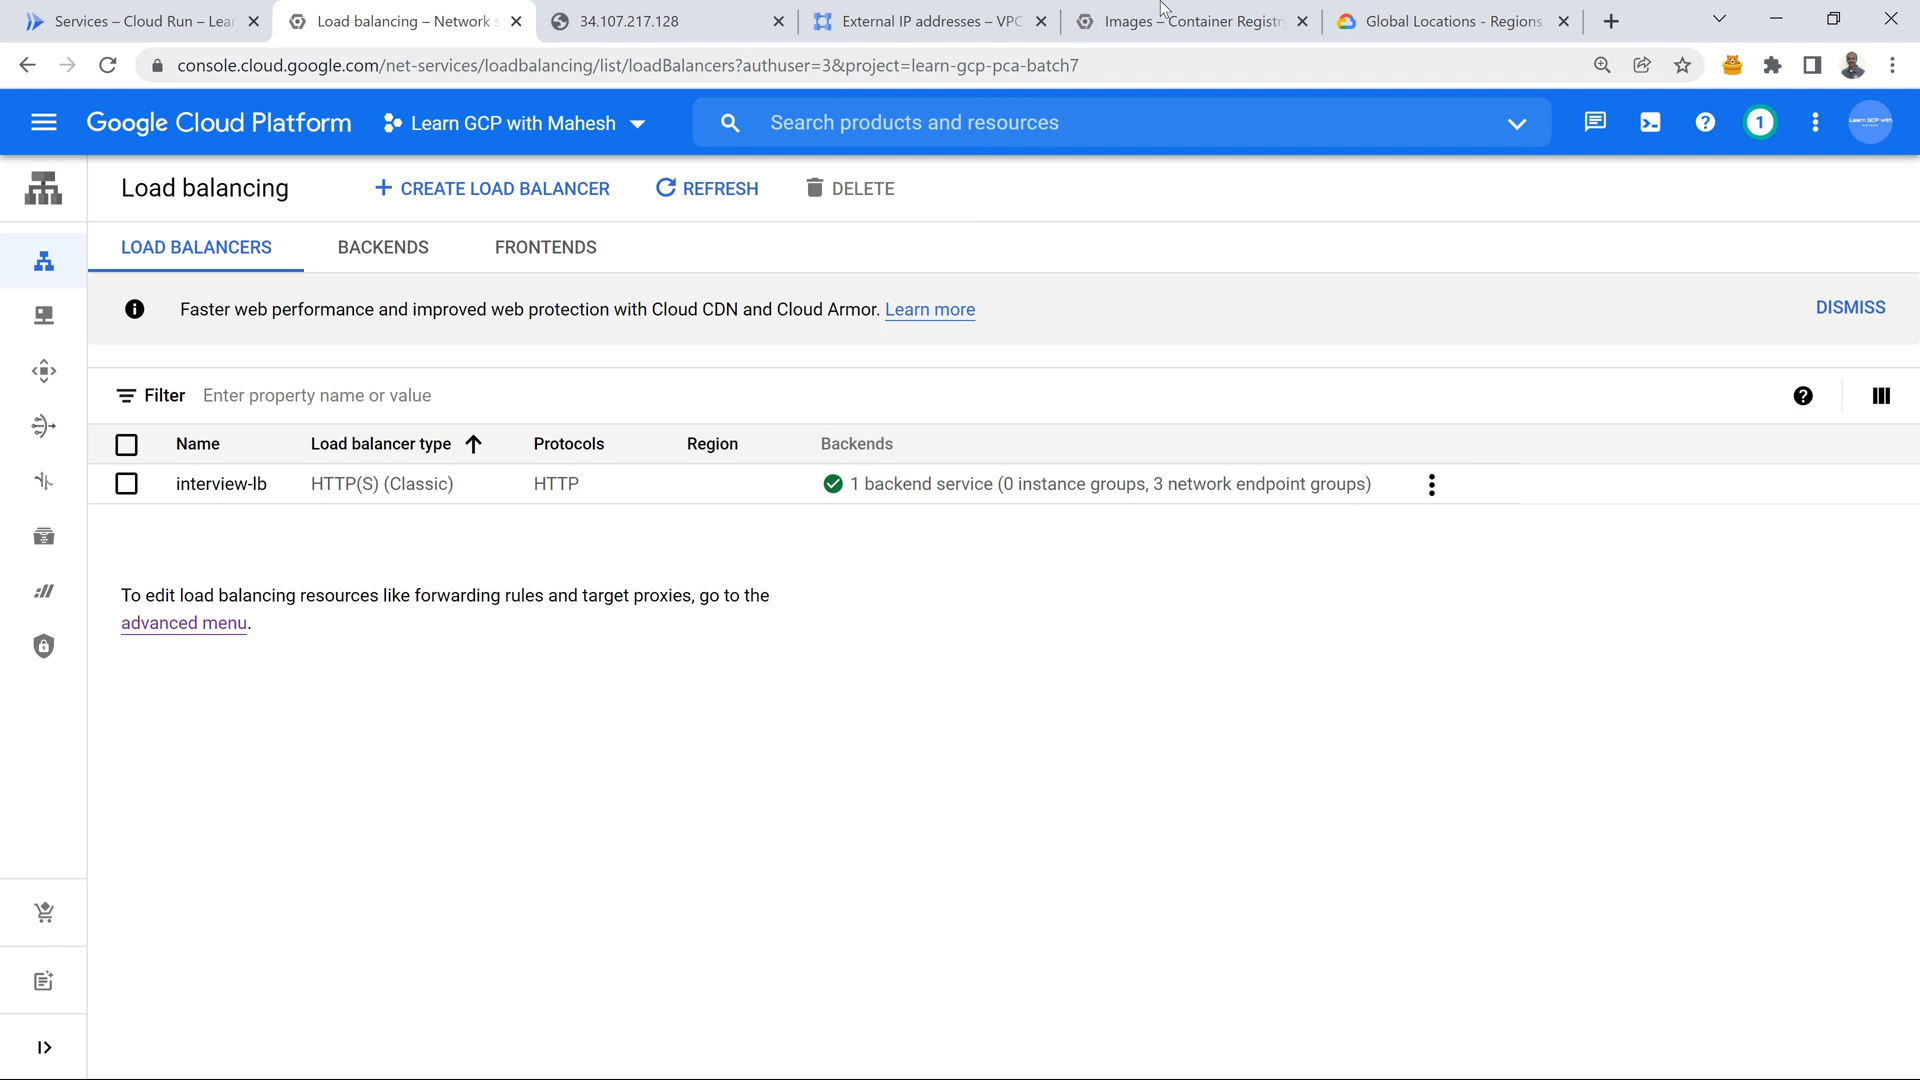 Services – Cloud Run – Lear
Load balancing – Network s
34.107.217.128
External IP addresses – VPC
Images – Container Registry
Global Locations - Regions
console.cloud.google.com/net-services/loadbalancing/list/loadBalancers?authuser=3&project=learn-gcp-pca-batch7
Google Cloud Platform
Learn GCP with Mahesh
Search products and resources
1
Learn GCP with
Load balancing
CREATE LOAD BALANCER
REFRESH
DELETE
LOAD BALANCERS
BACKENDS
FRONTENDS
Faster web performance and improved web protection with Cloud CDN and Cloud Armor. Learn more
DISMISS
Filter Enter property name or value
Name Load balancer type Protocols Region Backends
interview-lb HTTP(S) (Classic) HTTP 1 backend service (0 instance groups, 3 network endpoint groups)
To edit load balancing resources like forwarding rules and target proxies, go to the
advanced menu.